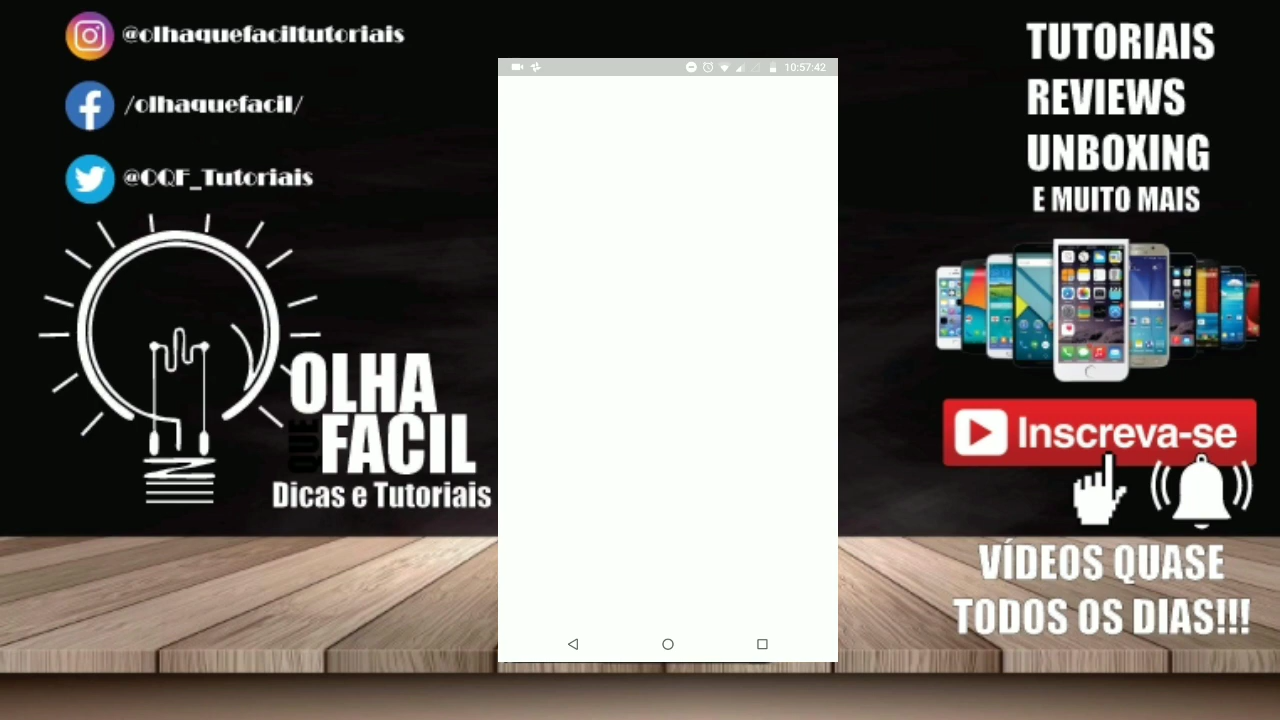 @olhaquefaciltutoriais
/olhaquefacil/
@OQF_Tutoriais
OLHA
QUE
FACIL
Dicas e Tutoriais
10:57:42
TUTORIAIS
REVIEWS
UNBOXING
E MUITO MAIS
Inscreva-se
VÍDEOS QUASE
TODOS OS DIAS!!!